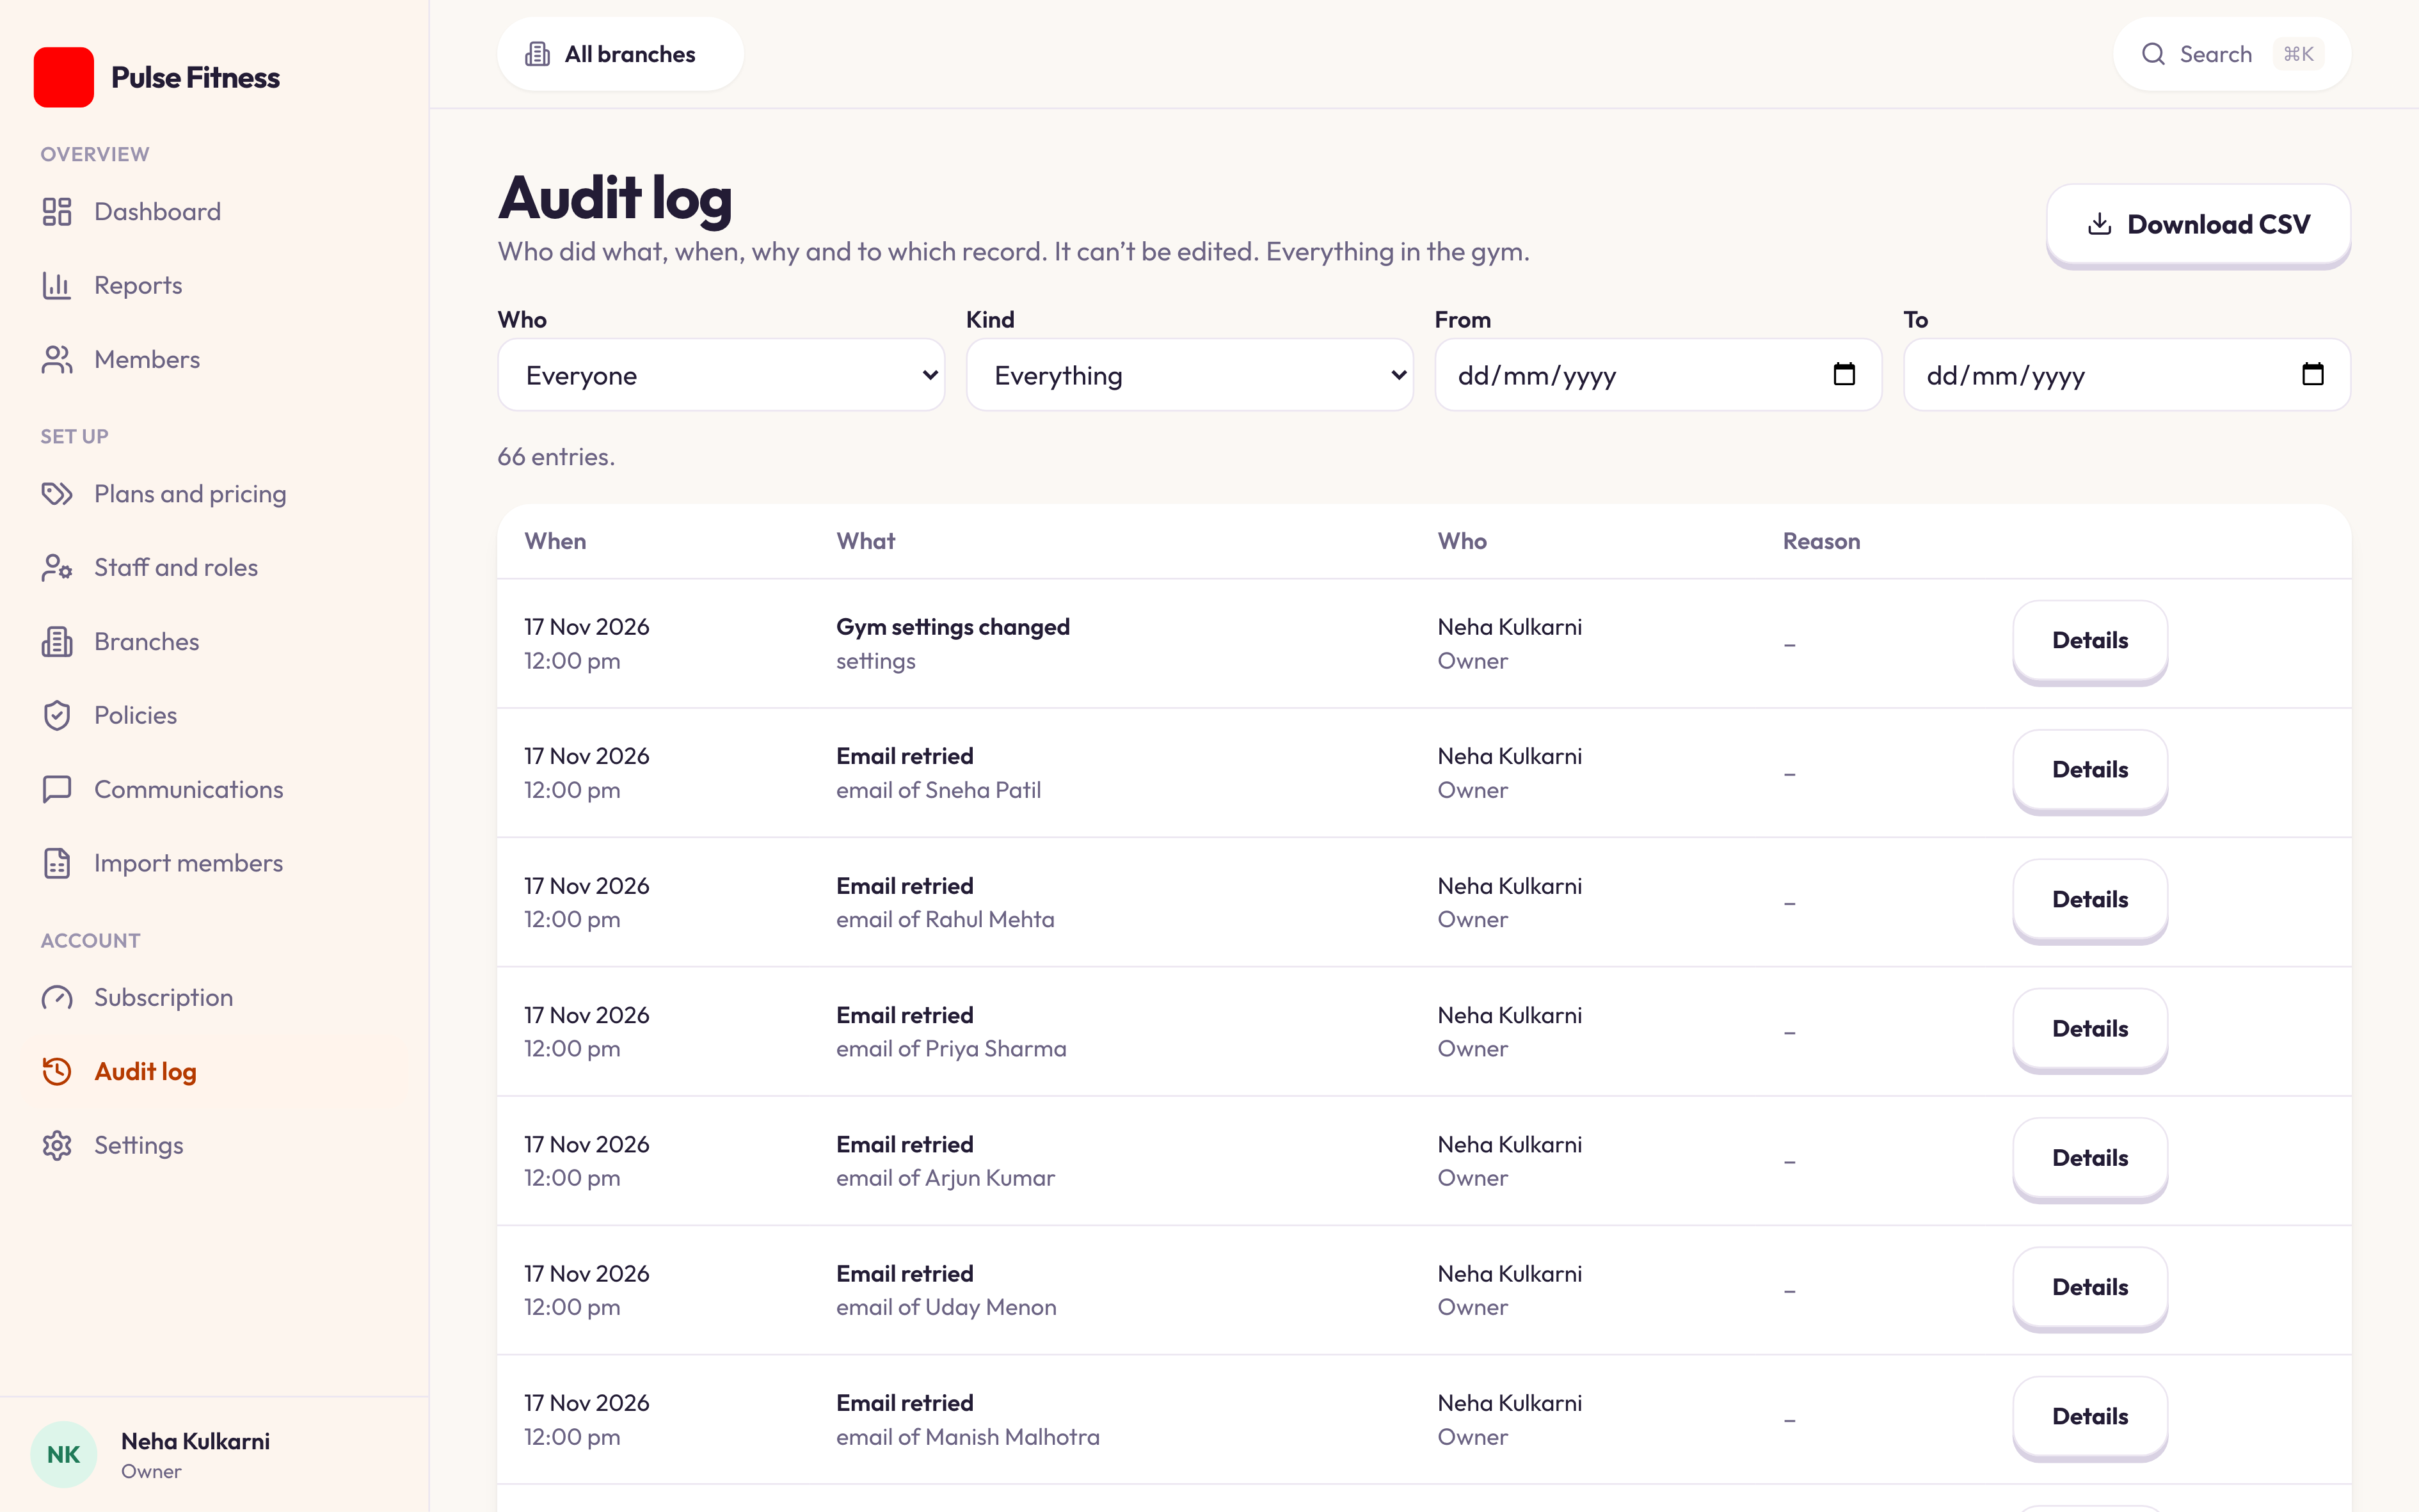 Pulse Fitness
OVERVIEW
Dashboard
Reports
Members
SET UP
Plans and pricing
Staff and roles
Branches
Policies
Communications
Import members
ACCOUNT
Subscription
Audit log
Settings
NK
Neha Kulkarni
Owner
All branches
Search ⌘K
Audit log
Who did what, when, why and to which record. It can’t be edited. Everything in the gym.
Download CSV
Who Kind From To
Everyone Everything dd/mm/yyyy dd/mm/yyyy
66 entries.
When What Who Reason
17 Nov 2026 Gym settings changed Neha Kulkarni – Details
12:00 pm settings Owner
17 Nov 2026 Email retried Neha Kulkarni – Details
12:00 pm email of Sneha Patil Owner
17 Nov 2026 Email retried Neha Kulkarni – Details
12:00 pm email of Rahul Mehta Owner
17 Nov 2026 Email retried Neha Kulkarni – Details
12:00 pm email of Priya Sharma Owner
17 Nov 2026 Email retried Neha Kulkarni – Details
12:00 pm email of Arjun Kumar Owner
17 Nov 2026 Email retried Neha Kulkarni – Details
12:00 pm email of Uday Menon Owner
17 Nov 2026 Email retried Neha Kulkarni – Details
12:00 pm email of Manish Malhotra Owner